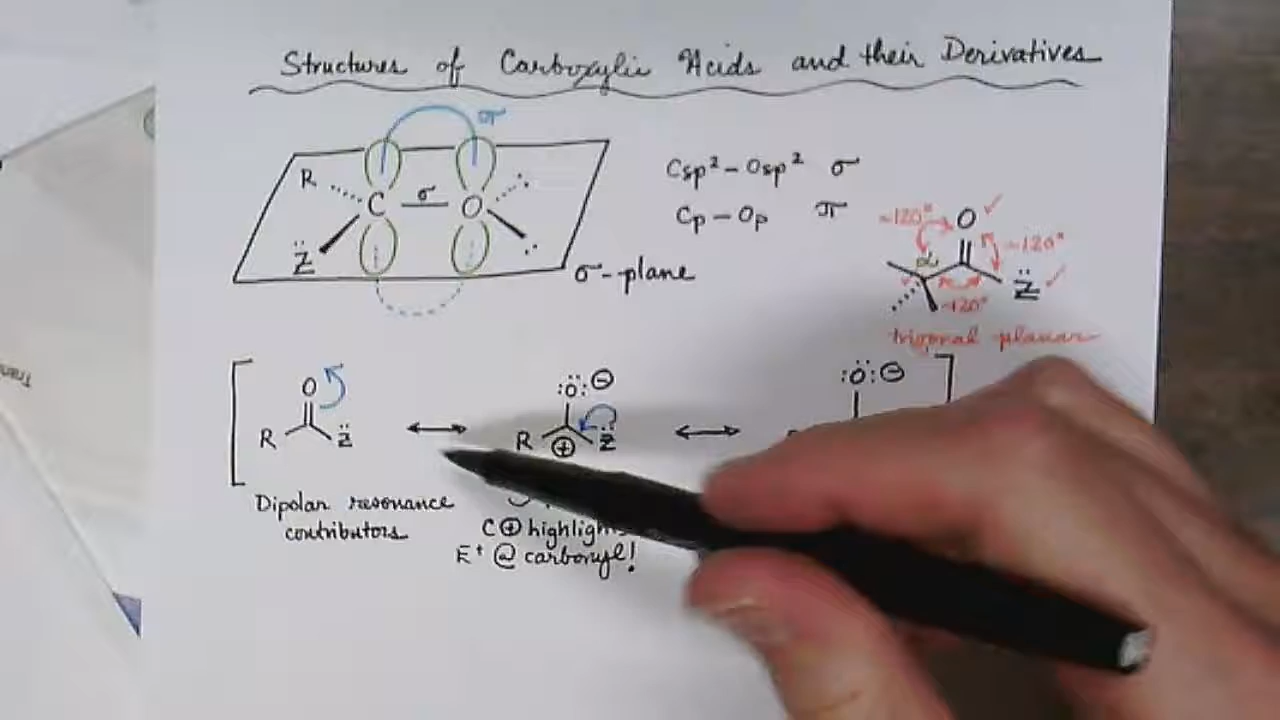 Structures of Carboxylic Acids and their Derivatives
π
R C σ O
Z̈
σ-plane
Csp² – Osp² σ
Cp – Op π
~120° O ✓
~120°
α
Z̈ ✓
~120°
trigonal planar
O
R Z̈
:Ö: ⊖
R ⊕ Z̈
:Ö: ⊖
Dipolar resonance
contributors
C⊕ highlights
E⁺ @ carbonyl!